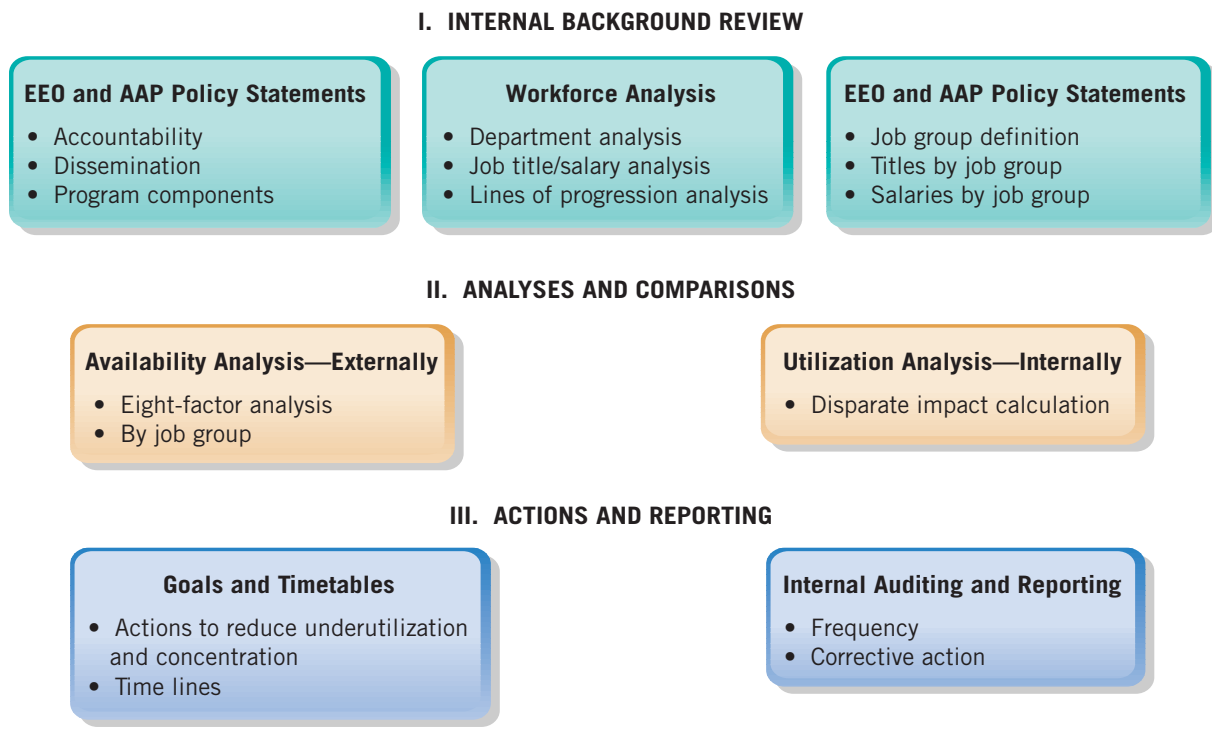 I. INTERNAL BACKGROUND REVIEW
EEO and AAP Policy Statements
• Accountability
• Dissemination
• Program components
Workforce Analysis
• Department analysis
• Job title/salary analysis
• Lines of progression analysis
EEO and AAP Policy Statements
• Job group definition
• Titles by job group
• Salaries by job group
II. ANALYSES AND COMPARISONS
Availability Analysis—Externally
• Eight-factor analysis
• By job group
Utilization Analysis—Internally
• Disparate impact calculation
III. ACTIONS AND REPORTING
Goals and Timetables
• Actions to reduce underutilization
and concentration
• Time lines
Internal Auditing and Reporting
• Frequency
• Corrective action